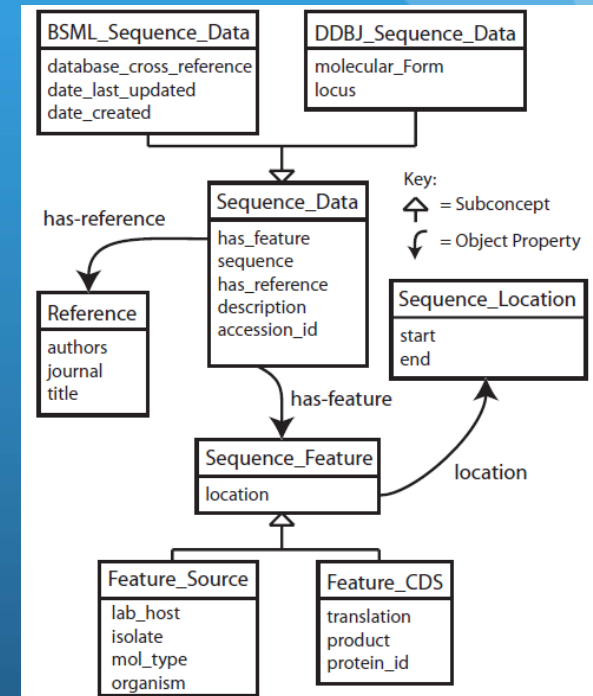 BSML_Sequence_Data
database_cross_reference
date_last_updated
date_created
DDBJ_Sequence_Data
molecular_Form
locus
Key:
= Subconcept
= Object Property
has-reference
Sequence_Data
has_feature
sequence
has_reference
description
accession_id
Reference
authors
journal
title
Sequence_Location
start
end
has-feature
location
Sequence_Feature
location
Feature_Source
lab_host
isolate
mol_type
organism
Feature_CDS
translation
product
protein_id